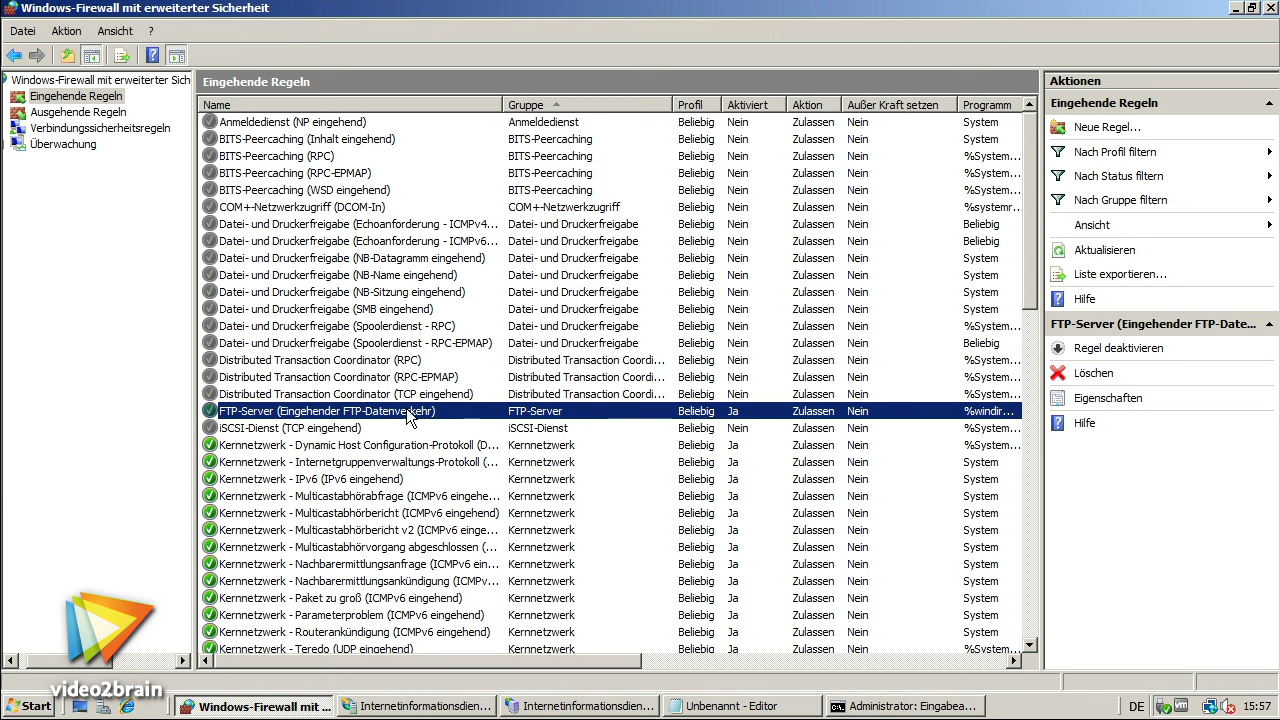 Windows-Firewall mit erweiterter Sicherheit
Datei Aktion Ansicht ?
Windows-Firewall mit erweiterter Sich
Eingehende Regeln
Ausgehende Regeln
Verbindungssicherheitsregeln
Überwachung
Eingehende Regeln
Name Gruppe Profil Aktiviert Aktion Außer Kraft setzen Programm
Anmeldedienst (NP eingehend) Anmeldedienst Beliebig Nein Zulassen Nein System
BITS-Peercaching (Inhalt eingehend) BITS-Peercaching Beliebig Nein Zulassen Nein System
BITS-Peercaching (RPC) BITS-Peercaching Beliebig Nein Zulassen Nein %System...
BITS-Peercaching (RPC-EPMAP) BITS-Peercaching Beliebig Nein Zulassen Nein %System...
BITS-Peercaching (WSD eingehend) BITS-Peercaching Beliebig Nein Zulassen Nein %System...
COM+-Netzwerkzugriff (DCOM-In) COM+-Netzwerkzugriff Beliebig Nein Zulassen Nein %systemr...
Datei- und Druckerfreigabe (Echoanforderung - ICMPv4... Datei- und Druckerfreigabe Beliebig Nein Zulassen Nein Beliebig
Datei- und Druckerfreigabe (Echoanforderung - ICMPv6... Datei- und Druckerfreigabe Beliebig Nein Zulassen Nein Beliebig
Datei- und Druckerfreigabe (NB-Datagramm eingehend) Datei- und Druckerfreigabe Beliebig Nein Zulassen Nein System
Datei- und Druckerfreigabe (NB-Name eingehend) Datei- und Druckerfreigabe Beliebig Nein Zulassen Nein System
Datei- und Druckerfreigabe (NB-Sitzung eingehend) Datei- und Druckerfreigabe Beliebig Nein Zulassen Nein System
Datei- und Druckerfreigabe (SMB eingehend) Datei- und Druckerfreigabe Beliebig Nein Zulassen Nein System
Datei- und Druckerfreigabe (Spoolerdienst - RPC) Datei- und Druckerfreigabe Beliebig Nein Zulassen Nein %System...
Datei- und Druckerfreigabe (Spoolerdienst - RPC-EPMAP) Datei- und Druckerfreigabe Beliebig Nein Zulassen Nein Beliebig
Distributed Transaction Coordinator (RPC) Distributed Transaction Coordi... Beliebig Nein Zulassen Nein %System...
Distributed Transaction Coordinator (RPC-EPMAP) Distributed Transaction Coordi... Beliebig Nein Zulassen Nein %System...
Distributed Transaction Coordinator (TCP eingehend) Distributed Transaction Coordi... Beliebig Nein Zulassen Nein %System...
FTP-Server (Eingehender FTP-Datenverkehr) FTP-Server Beliebig Ja Zulassen Nein %windir...
iSCSI-Dienst (TCP eingehend) iSCSI-Dienst Beliebig Nein Zulassen Nein %System...
Kernnetzwerk - Dynamic Host Configuration-Protokoll (D... Kernnetzwerk Beliebig Ja Zulassen Nein %System...
Kernnetzwerk - Internetgruppenverwaltungs-Protokoll (... Kernnetzwerk Beliebig Ja Zulassen Nein System
Kernnetzwerk - IPv6 (IPv6 eingehend) Kernnetzwerk Beliebig Ja Zulassen Nein System
Kernnetzwerk - Multicastabhörabfrage (ICMPv6 eingehe... Kernnetzwerk Beliebig Ja Zulassen Nein System
Kernnetzwerk - Multicastabhörbericht (ICMPv6 eingehend) Kernnetzwerk Beliebig Ja Zulassen Nein System
Kernnetzwerk - Multicastabhörbericht v2 (ICMPv6 einge... Kernnetzwerk Beliebig Ja Zulassen Nein System
Kernnetzwerk - Multicastabhörvorgang abgeschlossen (... Kernnetzwerk Beliebig Ja Zulassen Nein System
Kernnetzwerk - Nachbarermittlungsanfrage (ICMPv6 ein... Kernnetzwerk Beliebig Ja Zulassen Nein System
Kernnetzwerk - Nachbarermittlungsankündigung (ICMPv... Kernnetzwerk Beliebig Ja Zulassen Nein System
Kernnetzwerk - Paket zu groß (ICMPv6 eingehend) Kernnetzwerk Beliebig Ja Zulassen Nein System
Kernnetzwerk - Parameterproblem (ICMPv6 eingehend) Kernnetzwerk Beliebig Ja Zulassen Nein System
Kernnetzwerk - Routerankündigung (ICMPv6 eingehend) Kernnetzwerk Beliebig Ja Zulassen Nein System
Kernnetzwerk - Teredo (UDP eingehend) Kernnetzwerk Beliebig Ja Zulassen Nein %System...
Aktionen
Eingehende Regeln
Neue Regel...
Nach Profil filtern
Nach Status filtern
Nach Gruppe filtern
Ansicht
Aktualisieren
Liste exportieren...
Hilfe
FTP-Server (Eingehender FTP-Date...
Regel deaktivieren
Löschen
Eigenschaften
Hilfe
video2brain
Start Windows-Firewall mit ... Internetinformationsdien... Internetinformationsdien... Unbenannt - Editor Administrator: Eingabea... DE 15:57